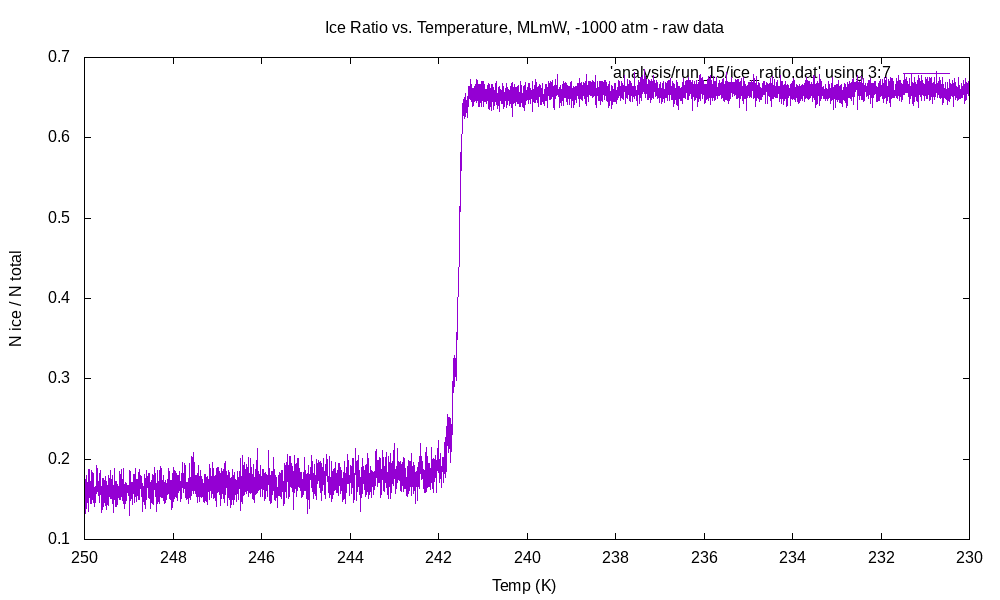 Ice Ratio vs. Temperature, MLmW, -1000 atm - raw data
'analysis/run_15/ice_ratio.dat' using 3:7
0.7
0.6
0.5
0.4
0.3
0.2
0.1
N ice / N total
250 248 246 244 242 240 238 236 234 232 230
Temp (K)